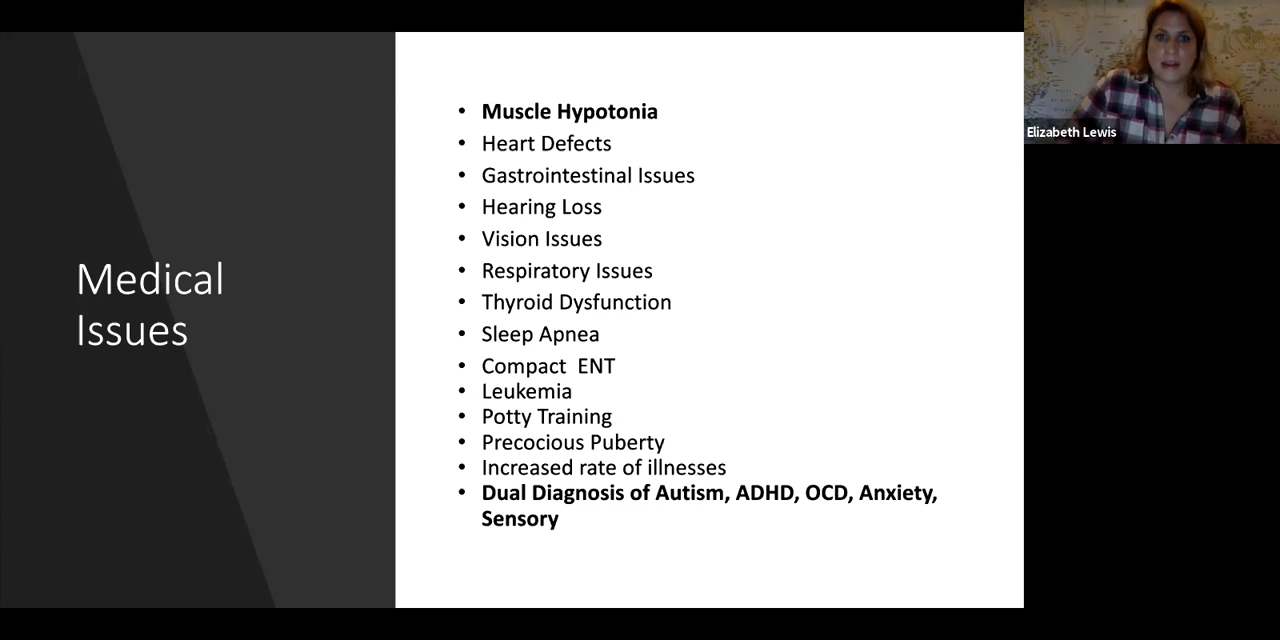 Medical
Issues
• Muscle Hypotonia
• Heart Defects
• Gastrointestinal Issues
• Hearing Loss
• Vision Issues
• Respiratory Issues
• Thyroid Dysfunction
• Sleep Apnea
• Compact  ENT
• Leukemia
• Potty Training
• Precocious Puberty
• Increased rate of illnesses
• Dual Diagnosis of Autism, ADHD, OCD, Anxiety,
Sensory
Elizabeth Lewis